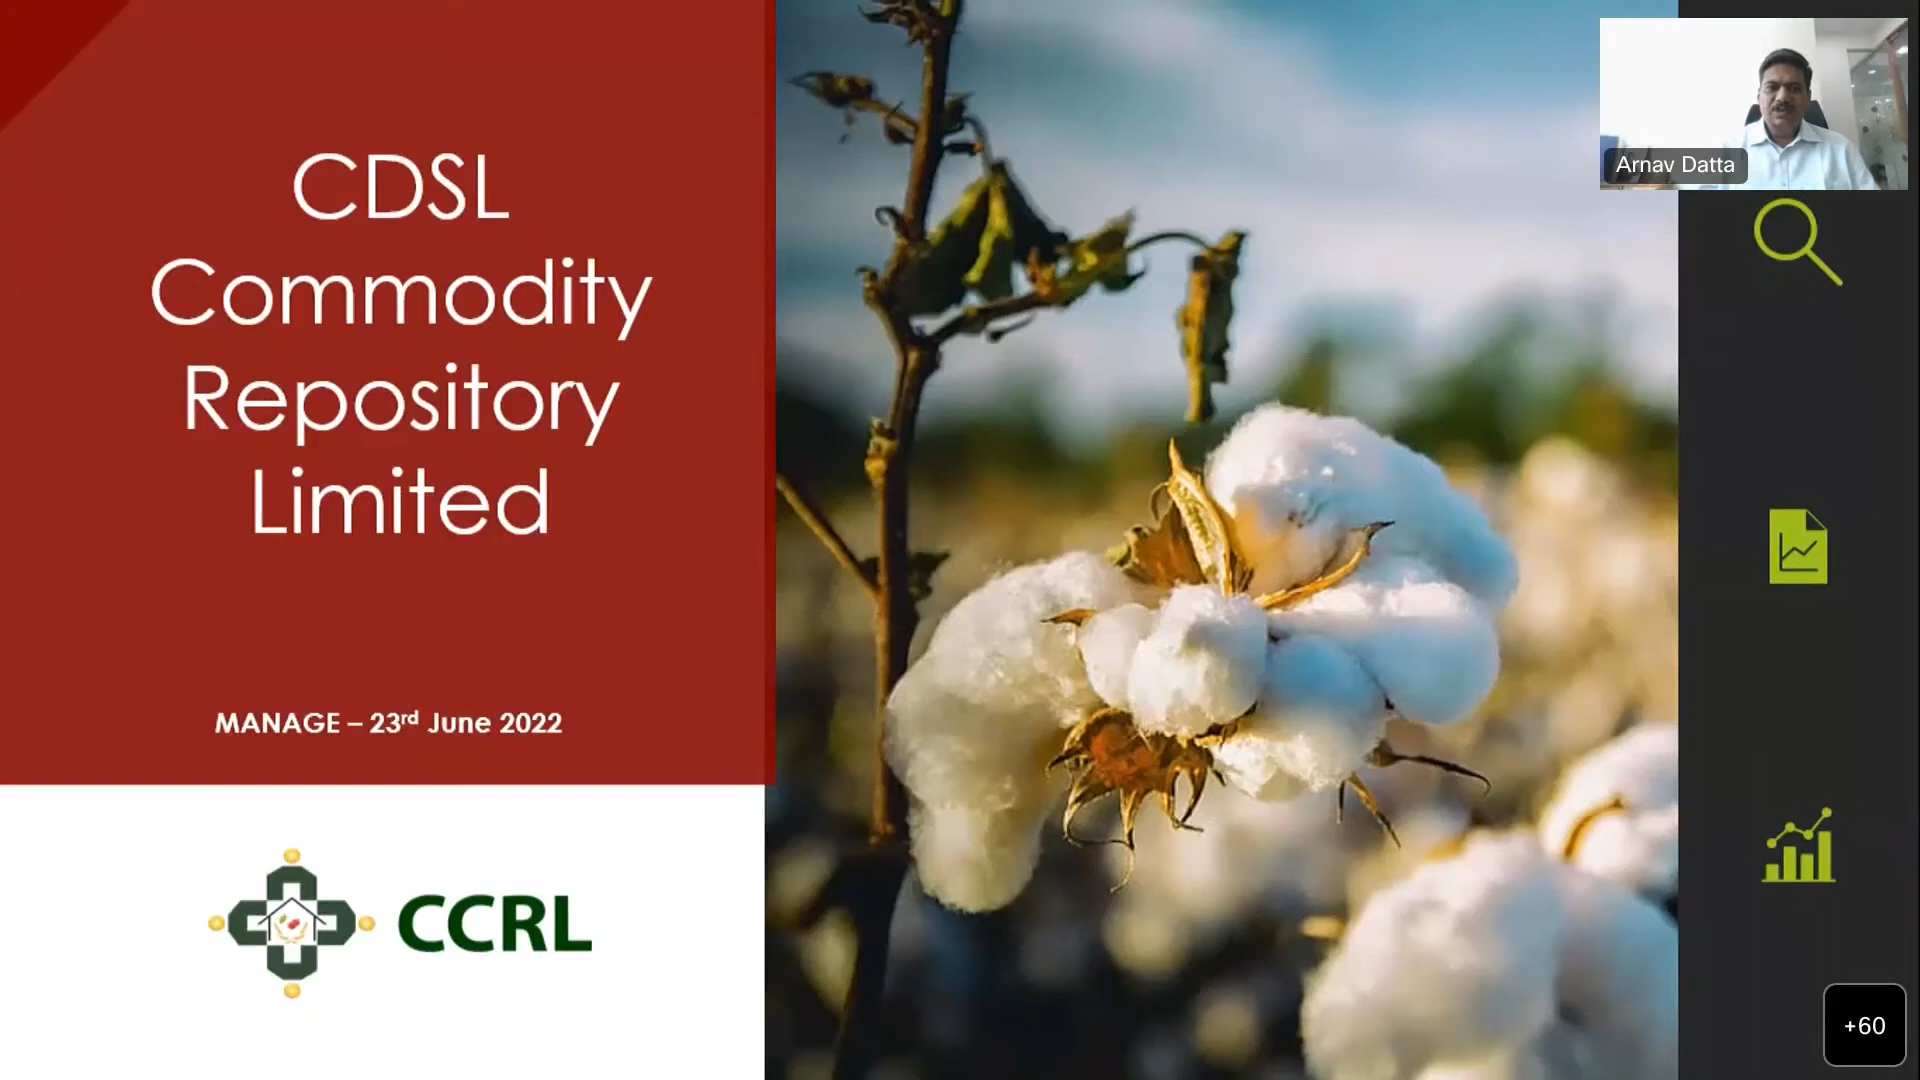 CDSL
Commodity
Repository
Limited
MANAGE – 23rd June 2022
CCRL
Arnav Datta
+60